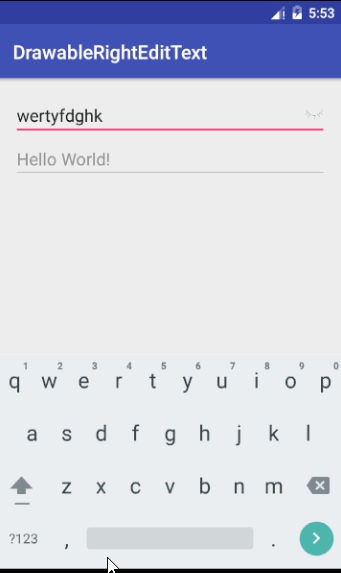 5:53
DrawableRightEditText
wertyfdghk
Hello World!
1 2 3 4 5 6 7 8 9 0
q w e r t y u i o p
a s d f g h j k l
z x c v b n m
?123 , .